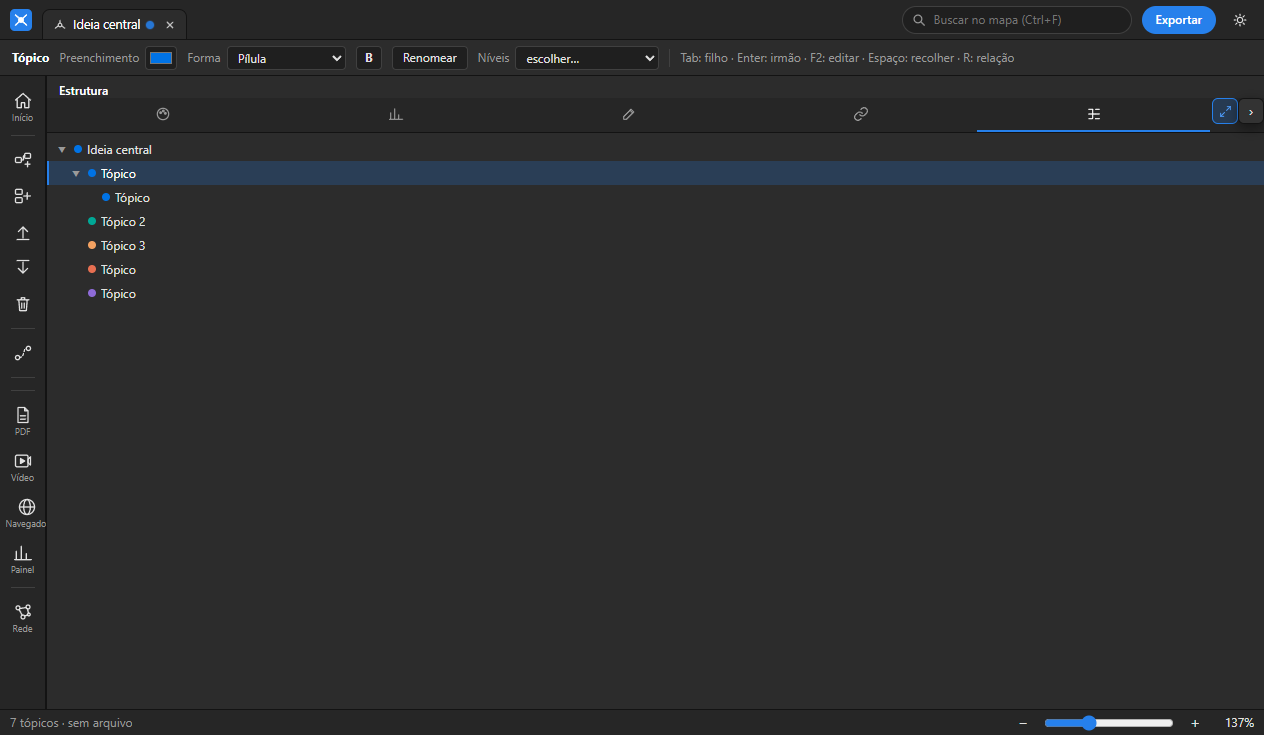 Ideia central
Buscar no mapa (Ctrl+F)
Exportar
Tópico Preenchimento Forma Pílula B Renomear Níveis escolher... Tab: filho · Enter: irmão · F2: editar · Espaço: recolher · R: relação
Início
Estrutura
Ideia central
Tópico
Tópico
Tópico 2
Tópico 3
Tópico
Tópico
PDF
Vídeo
Navegado
Painel
Rede
7 tópicos · sem arquivo
137%